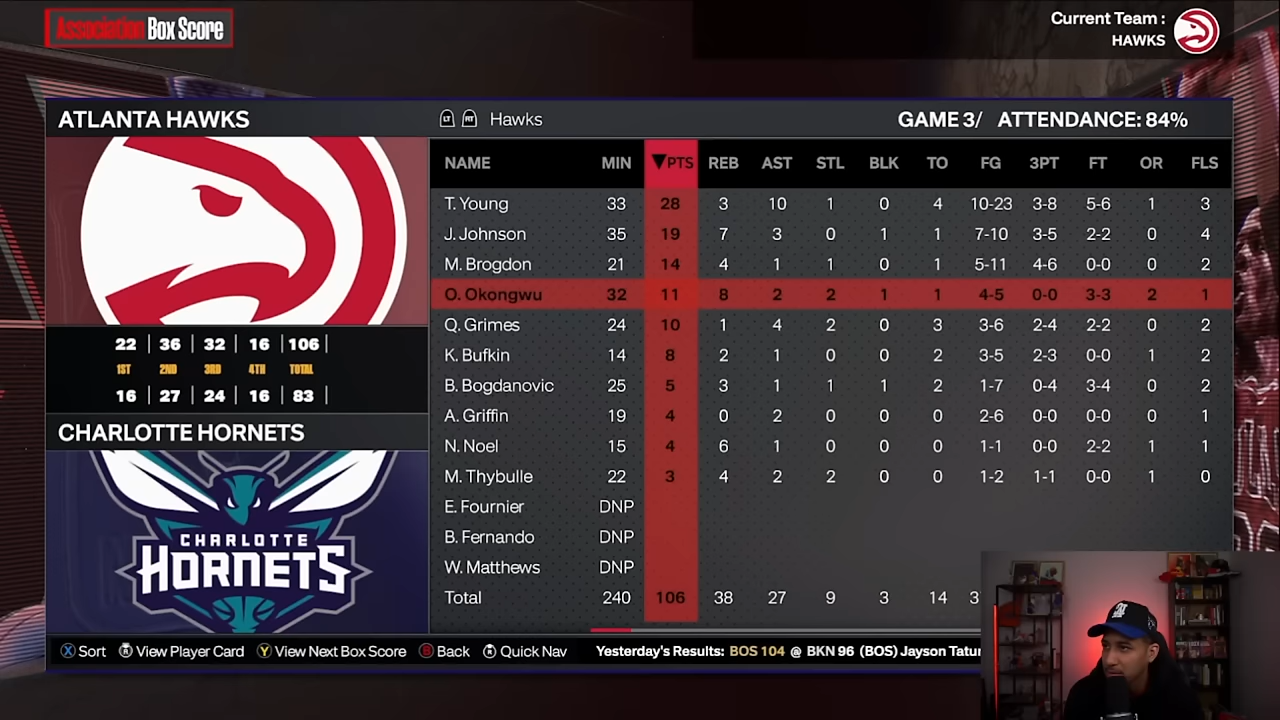 Association Box Score
Current Team :
HAWKS
ATLANTA HAWKS
LT RT Hawks
GAME 3/ ATTENDANCE: 84%
NAME MIN ▼PTS REB AST STL BLK TO FG 3PT FT OR FLS
T. Young 33 28 3 10 1 0 4 10-23 3-8 5-6 1 3
J. Johnson 35 19 7 3 0 1 1 7-10 3-5 2-2 0 4
M. Brogdon 21 14 4 1 1 0 1 5-11 4-6 0-0 0 2
O. Okongwu 32 11 8 2 2 1 1 4-5 0-0 3-3 2 1
Q. Grimes 24 10 1 4 2 0 3 3-6 2-4 2-2 0 2
K. Bufkin 14 8 2 1 0 0 2 3-5 2-3 0-0 1 2
B. Bogdanovic 25 5 3 1 1 1 2 1-7 0-4 3-4 0 2
A. Griffin 19 4 0 2 0 0 0 2-6 0-0 0-0 0 1
N. Noel 15 4 6 1 0 0 0 1-1 0-0 2-2 1 1
M. Thybulle 22 3 4 2 2 0 0 1-2 1-1 0-0 1 0
E. Fournier DNP
B. Fernando DNP
W. Matthews DNP
Total 240 106 38 27 9 3 14 3
22 | 36 | 32 | 16 | 106 |
1ST 2ND 3RD 4TH TOTAL
16 | 27 | 24 | 16 | 83 |
CHARLOTTE HORNETS
CHARLOTTE
HORNETS
X Sort R View Player Card Y View Next Box Score B Back R Quick Nav Yesterday's Results: BOS 104 @ BKN 96 (BOS) Jayson Tatum